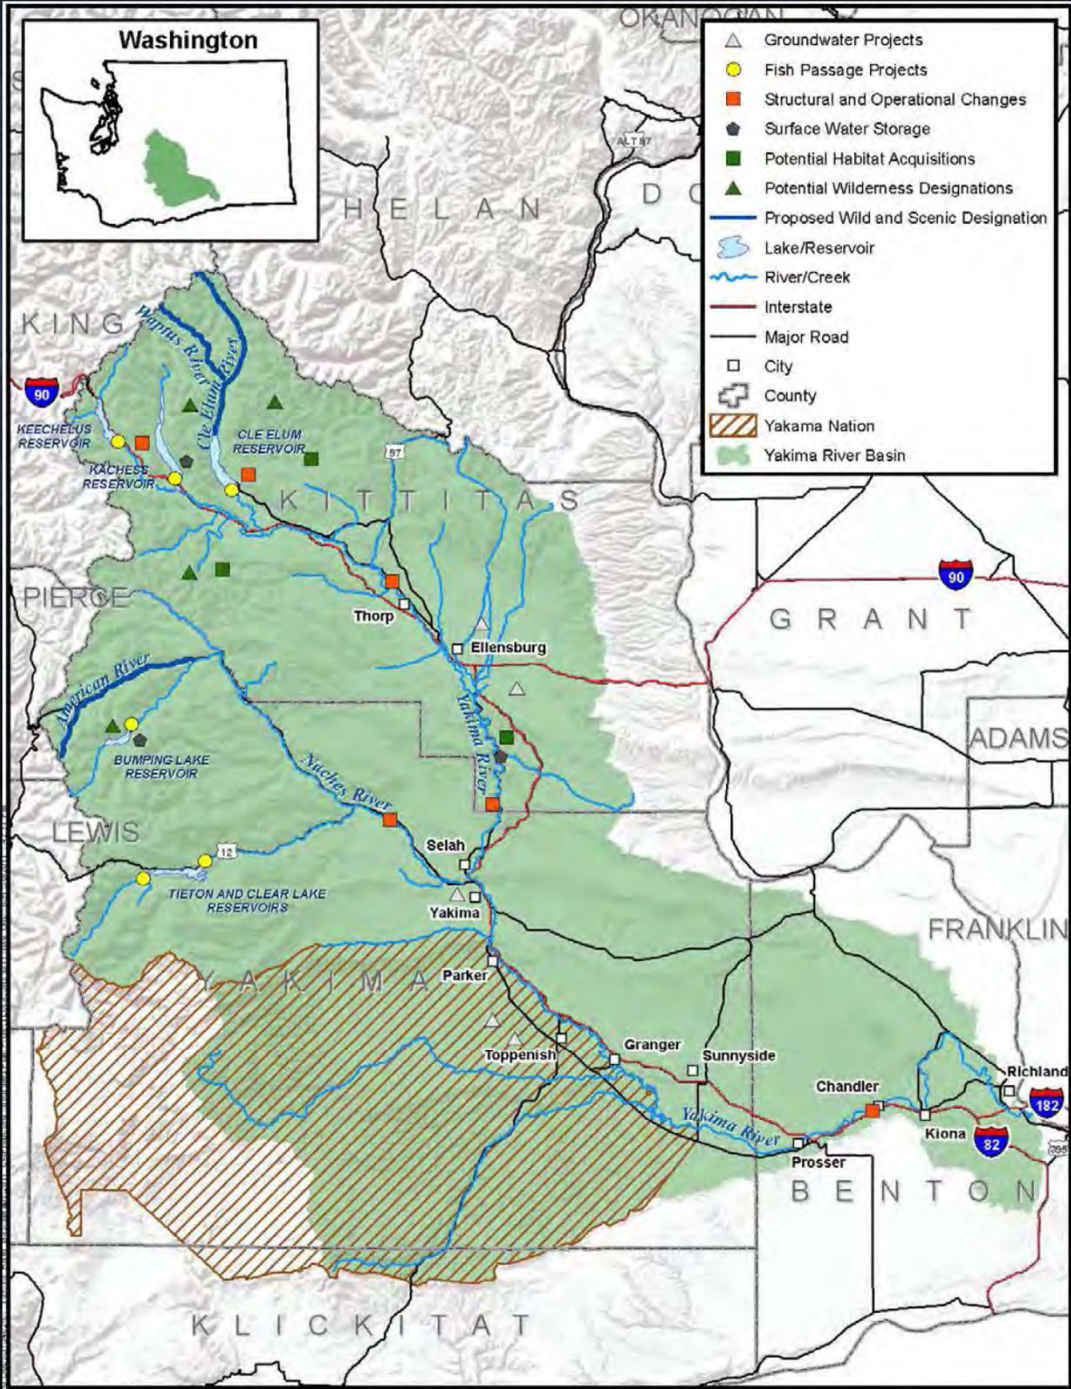 Washington
OKANOGAN
Groundwater Projects
Fish Passage Projects
Structural and Operational Changes
Surface Water Storage
Potential Habitat Acquisitions
Potential Wilderness Designations
Proposed Wild and Scenic Designation
Lake/Reservoir
River/Creek
Interstate
Major Road
City
County
Yakama Nation
Yakima River Basin
ALT 97
HELAN
DO
KING
Waptus River
Cle Elum River
90
KEECHELUS
RESERVOIR
CLE ELUM
RESERVOIR
97
KACHESS
RESERVOIR
KITTITAS
90
PIERCE
Thorp
GRANT
Ellensburg
American River
Yakima River
ADAMS
BUMPING LAKE
RESERVOIR
Naches River
LEWIS
Selah
12
TIETON AND CLEAR LAKE
RESERVOIRS
Yakima
FRANKLIN
YAKIMA
Parker
Toppenish
Granger
Sunnyside
Richland
Chandler
182
Yakima River
Kiona
82
395
Prosser
BENTON
KLICKITAT